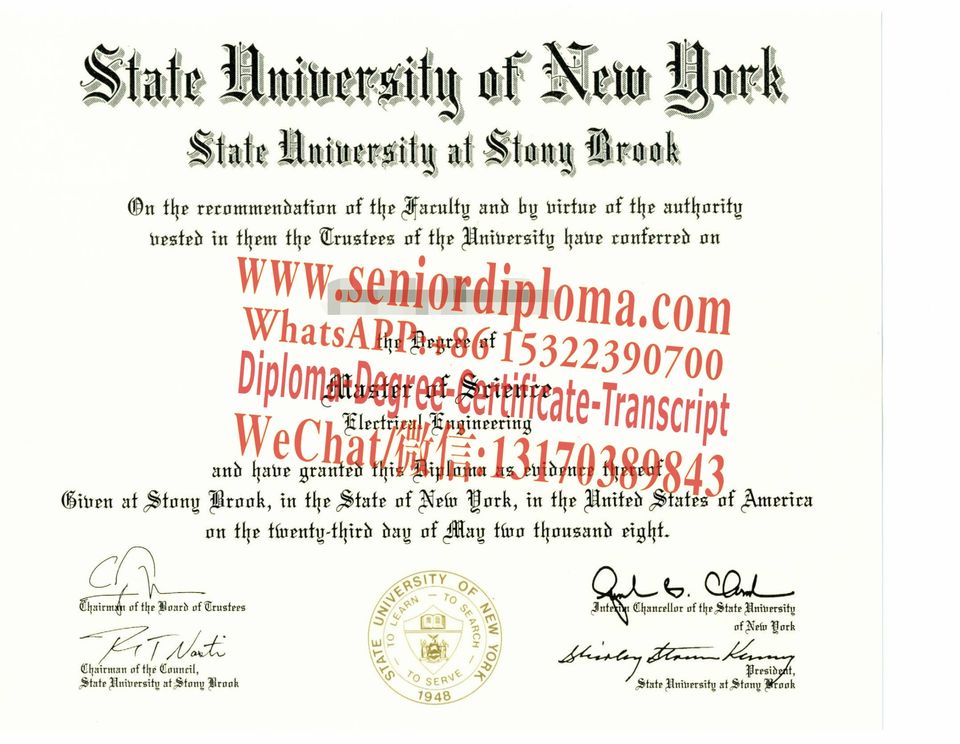 State University of New York
State University at Stony Brook
On the recommendation of the Faculty and by virtue of the authority
vested in them the Trustees of the University have conferred on
www.seniordiploma.com
WhatsAPP:+86 15322390700
the Degree of
Diploma-Degree-Certificate-Transcript
Master of Science
Electrical Engineering
WeChat/微信:13170389843
and have granted this Diploma as evidence thereof
Given at Stony Brook, in the State of New York, in the United States of America
on the twenty-third day of May two thousand eight.
Chairman of the Board of Trustees
Interim Chancellor of the State University
of New York
Chairman of the Council,
State University at Stony Brook
President,
State University at Stony Brook
STATE UNIVERSITY OF NEW YORK
TO LEARN – TO SEARCH – TO SERVE
1948